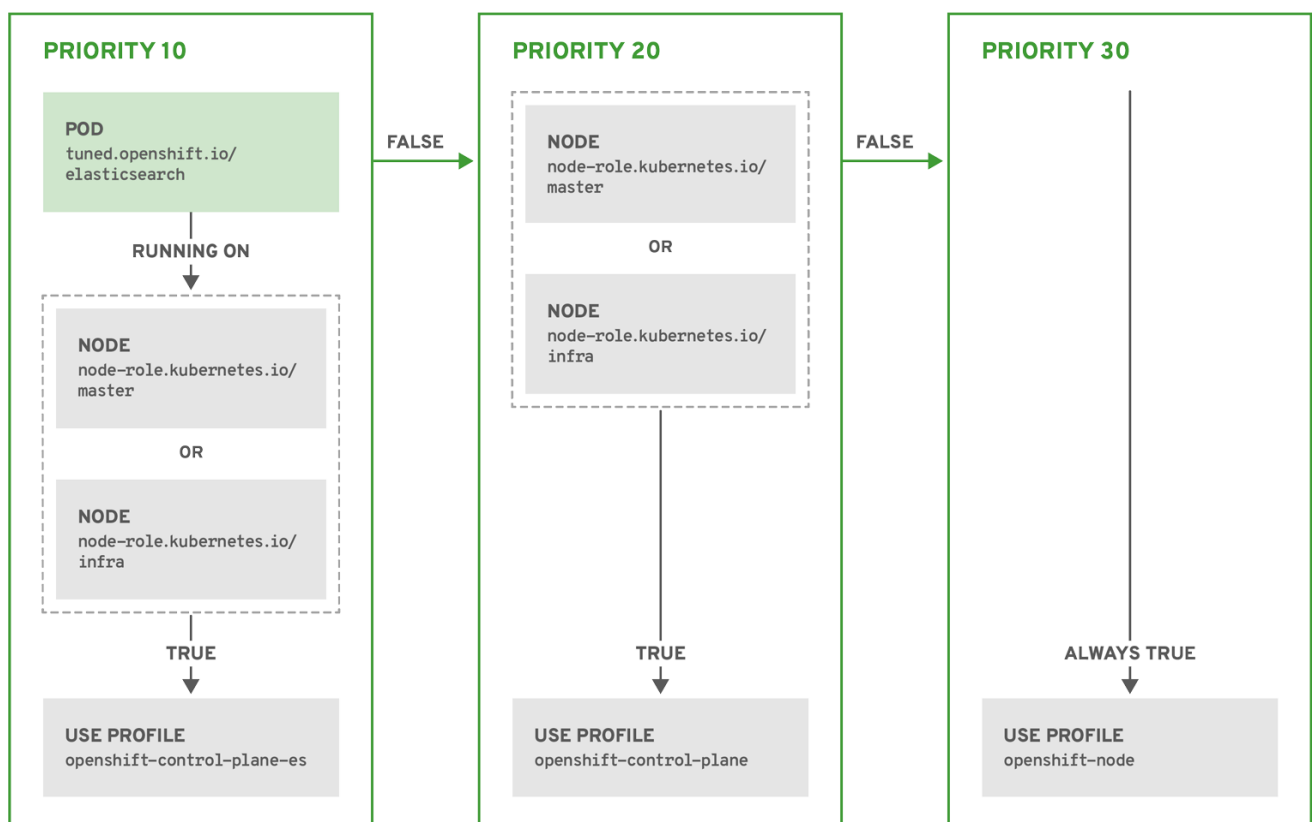 PRIORITY 10
POD
tuned.openshift.io/
elasticsearch
RUNNING ON
NODE
node-role.kubernetes.io/
master
OR
NODE
node-role.kubernetes.io/
infra
TRUE
USE PROFILE
openshift-control-plane-es
FALSE
PRIORITY 20
NODE
node-role.kubernetes.io/
master
OR
NODE
node-role.kubernetes.io/
infra
TRUE
USE PROFILE
openshift-control-plane
FALSE
PRIORITY 30
ALWAYS TRUE
USE PROFILE
openshift-node